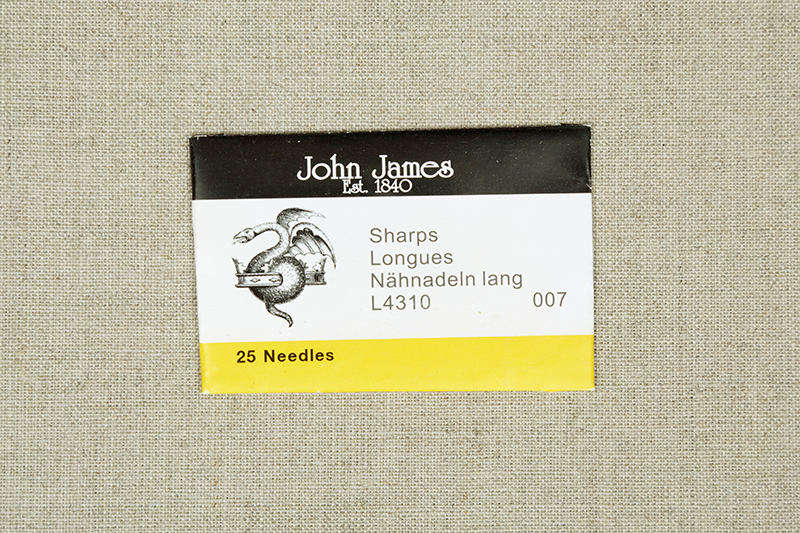 John James
Est. 1840
Sharps
Longues
Nähnadeln lang
L4310 007
25 Needles